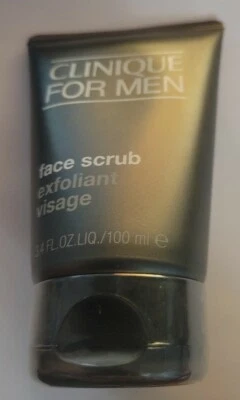 CLINIQUE
FOR MEN
face scrub
exfoliant
visage
3.4 FL.OZ.LIQ./100 ml ℮